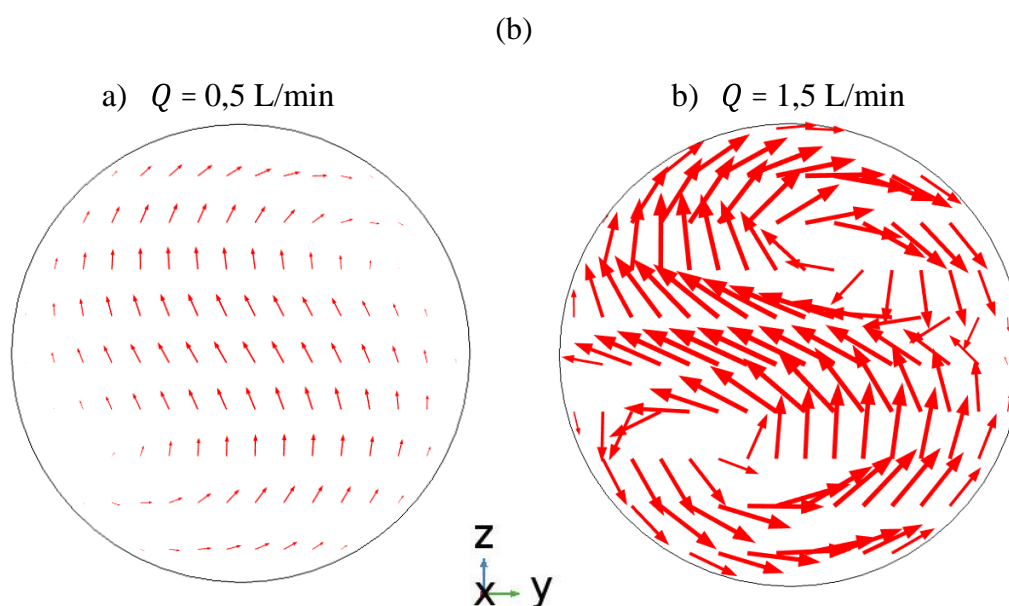 (b)
a) Q = 0,5 L/min
b) Q = 1,5 L/min
z
x y